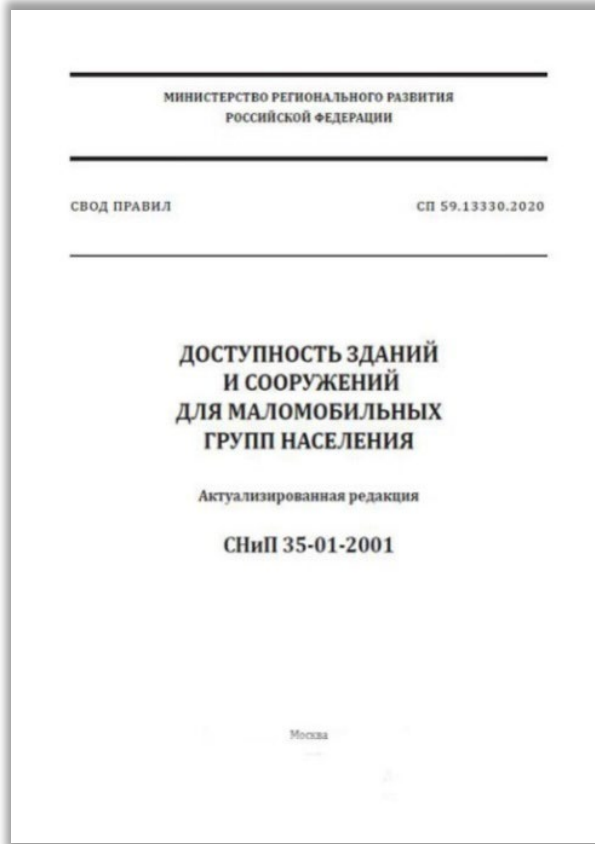 МИНИСТЕРСТВО РЕГИОНАЛЬНОГО РАЗВИТИЯ
РОССИЙСКОЙ ФЕДЕРАЦИИ
СВОД ПРАВИЛ СП 59.13330.2020
ДОСТУПНОСТЬ ЗДАНИЙ
И СООРУЖЕНИЙ
ДЛЯ МАЛОМОБИЛЬНЫХ
ГРУПП НАСЕЛЕНИЯ
Актуализированная редакция
СНиП 35-01-2001
Москва